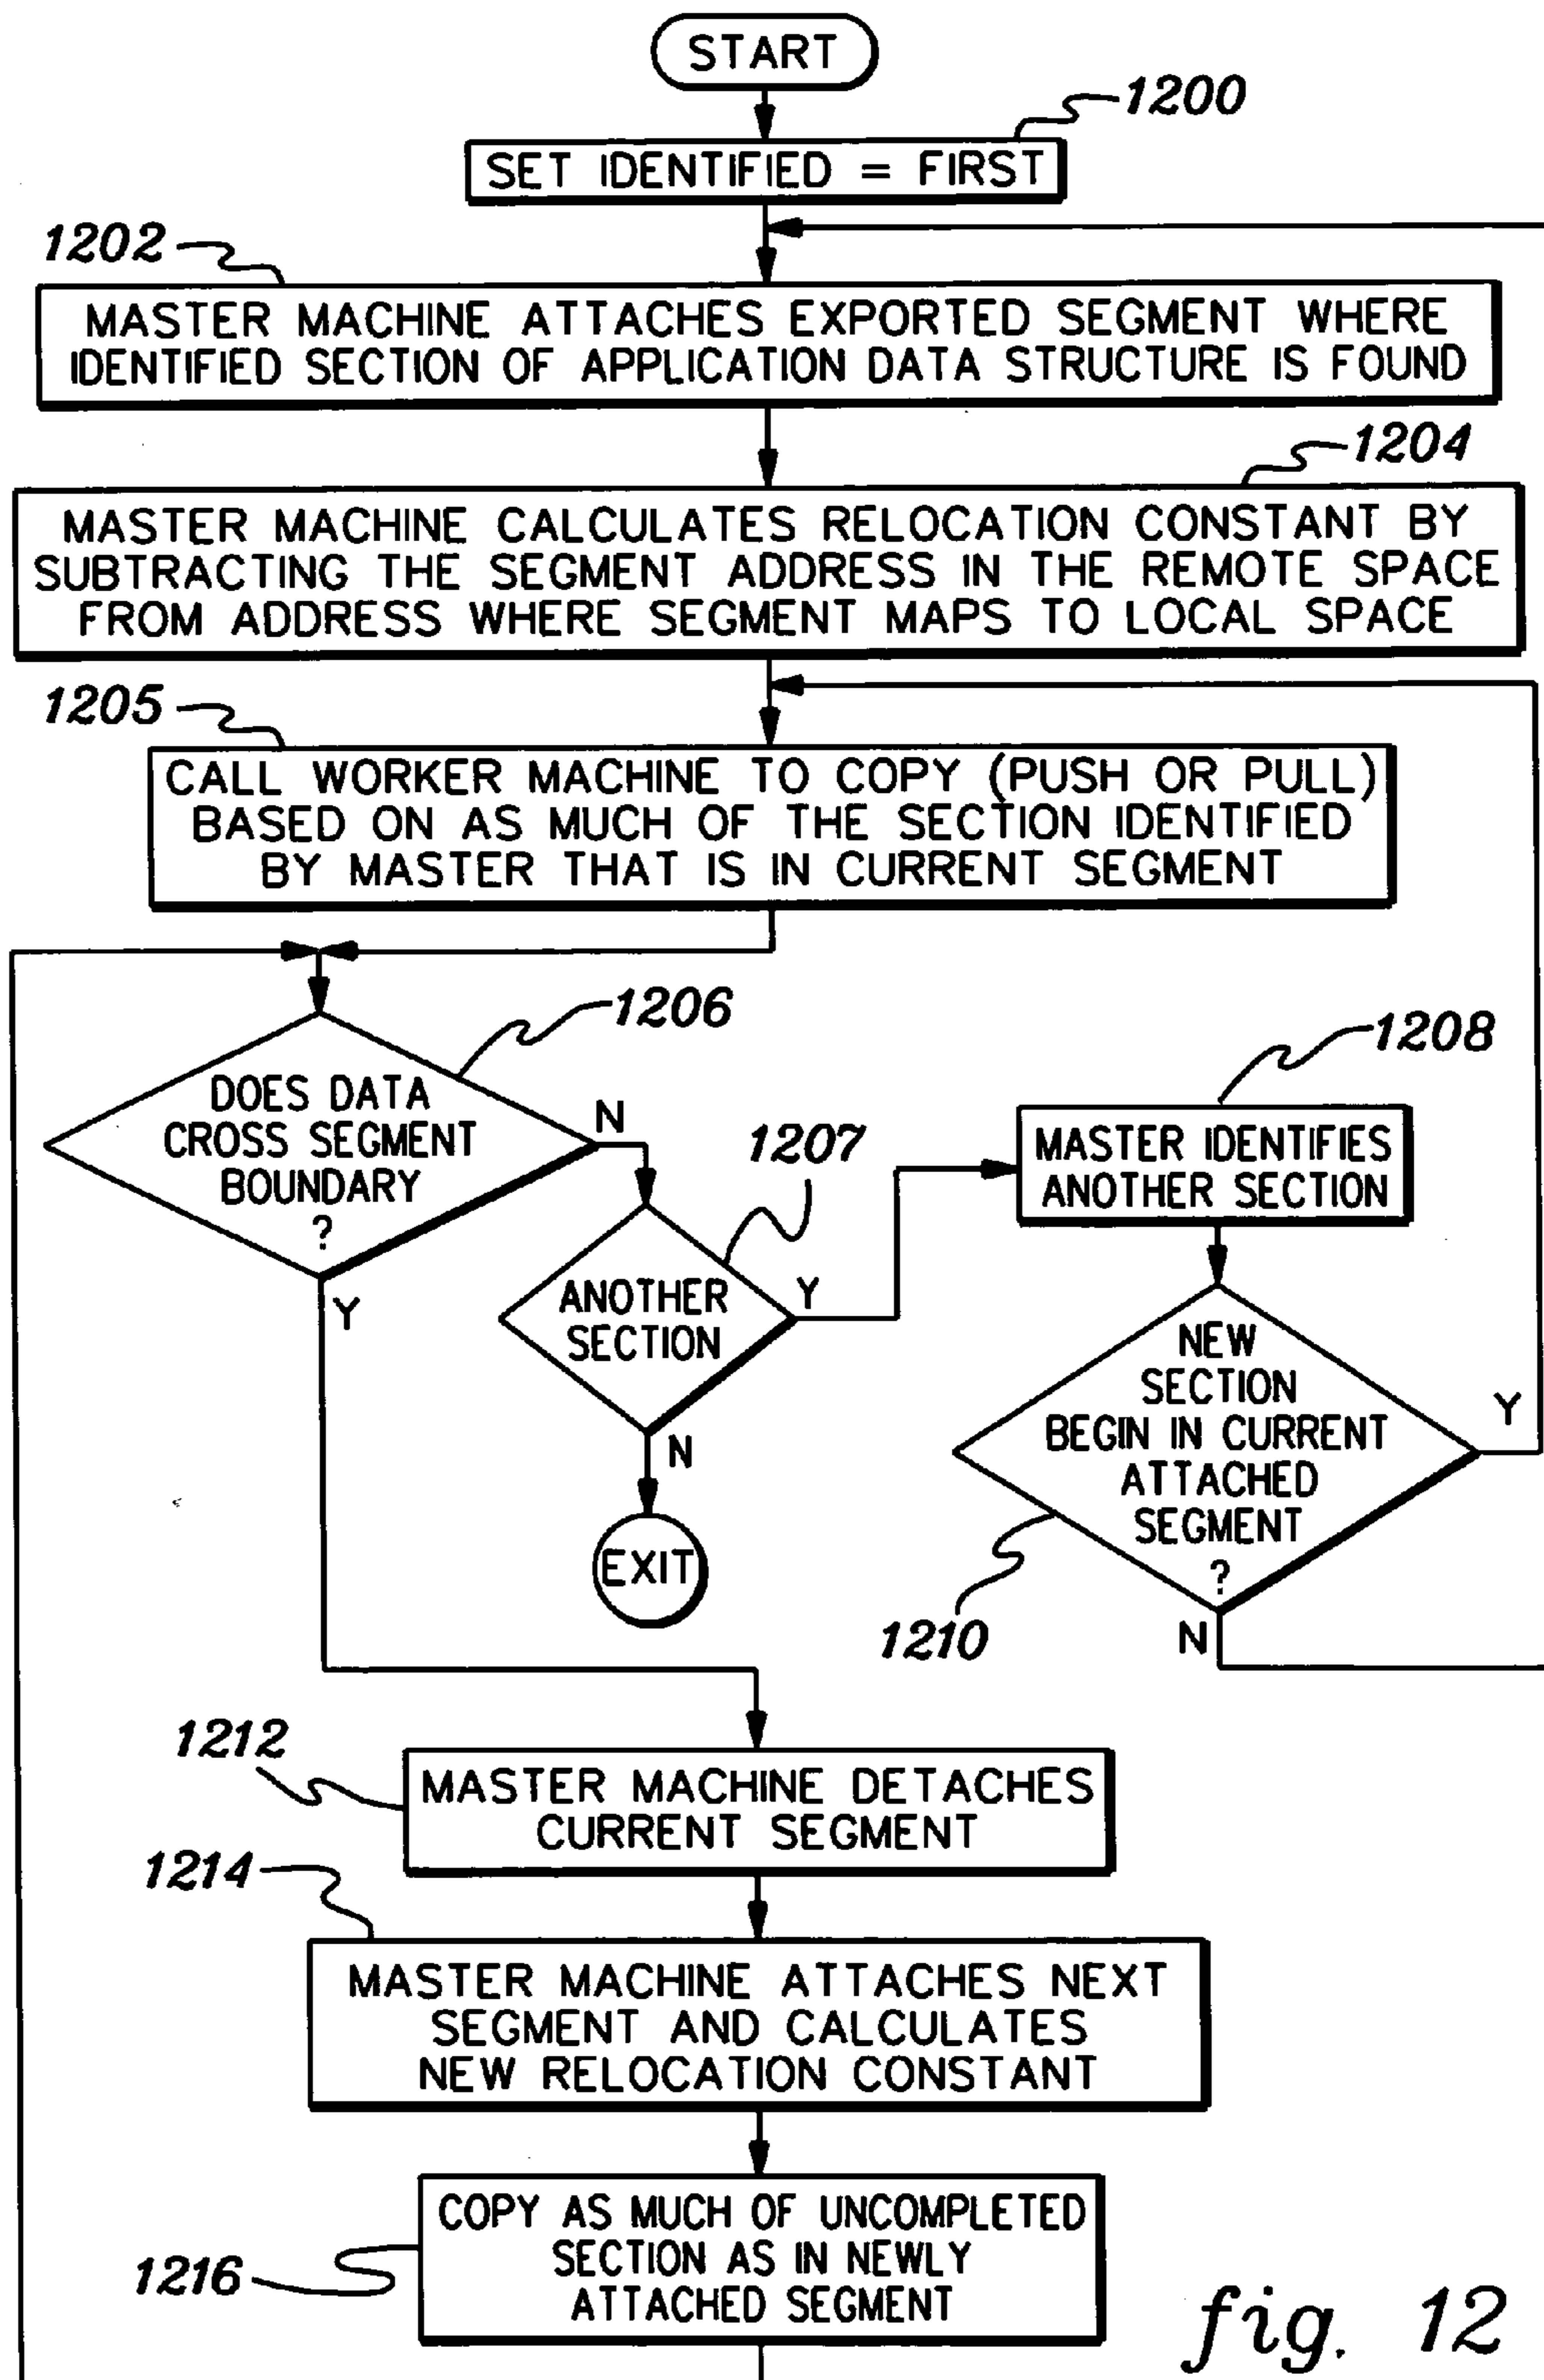 START
1200
SET IDENTIFIED = FIRST
1202
MASTER MACHINE ATTACHES EXPORTED SEGMENT WHERE
IDENTIFIED SECTION OF APPLICATION DATA STRUCTURE IS FOUND
1204
MASTER MACHINE CALCULATES RELOCATION CONSTANT BY
SUBTRACTING THE SEGMENT ADDRESS IN THE REMOTE SPACE
FROM ADDRESS WHERE SEGMENT MAPS TO LOCAL SPACE
1205
CALL WORKER MACHINE TO COPY (PUSH OR PULL)
BASED ON AS MUCH OF THE SECTION IDENTIFIED
BY MASTER THAT IS IN CURRENT SEGMENT
1206
DOES DATA
CROSS SEGMENT
BOUNDARY
?
N
Y
1207
ANOTHER
SECTION
Y
N
EXIT
1208
MASTER IDENTIFIES
ANOTHER SECTION
NEW
SECTION
BEGIN IN CURRENT
ATTACHED
SEGMENT
?
Y
N
1210
1212
MASTER MACHINE DETACHES
CURRENT SEGMENT
1214
MASTER MACHINE ATTACHES NEXT
SEGMENT AND CALCULATES
NEW RELOCATION CONSTANT
1216
COPY AS MUCH OF UNCOMPLETED
SECTION AS IN NEWLY
ATTACHED SEGMENT
fig. 12